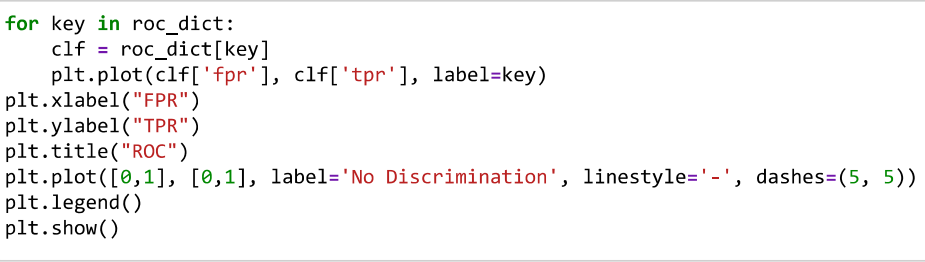 for key in roc_dict:
    clf = roc_dict[key]
    plt.plot(clf['fpr'], clf['tpr'], label=key)
plt.xlabel("FPR")
plt.ylabel("TPR")
plt.title("ROC")
plt.plot([0,1], [0,1], label='No Discrimination', linestyle='-', dashes=(5, 5))
plt.legend()
plt.show()